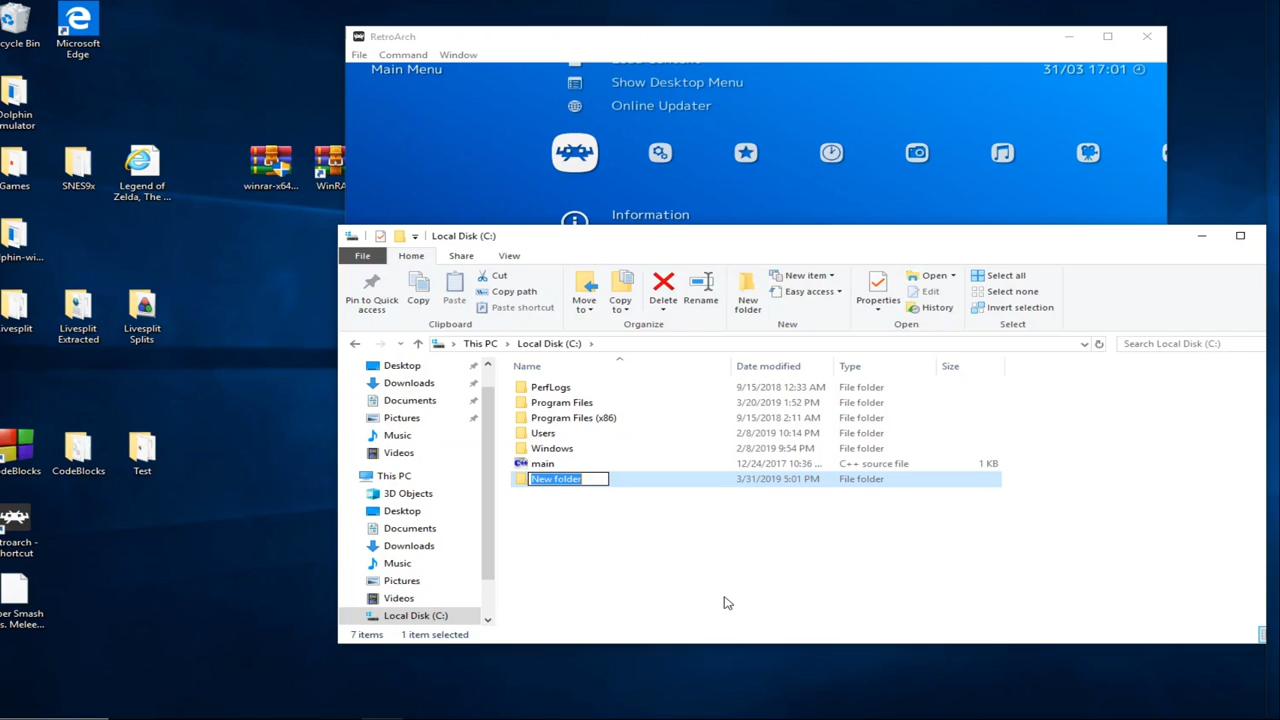 cycle Bin
Microsoft
Edge
Dolphin
mulator
Games
SNES9x
Legend of
Zelda, The ...
winrar-x64...
WinRA
lphin-wi...
ivesplit
Livesplit
Extracted
Livesplit
Splits
odeBlocks
CodeBlocks
Test
troarch -
hortcut
per Smash
s. Melee...
RetroArch
File Command Window
Main Menu
31/03 17:01
Show Desktop Menu
Online Updater
Information
Local Disk (C:)
File Home Share View
Pin to Quick
access
Copy
Paste
Cut
Copy path
Paste shortcut
Clipboard
Move
to
Copy
to
Delete
Rename
Organize
New
folder
New item
Easy access
New
Properties
Open
Edit
History
Open
Select all
Select none
Invert selection
Select
This PC > Local Disk (C:) >
Search Local Disk (C:)
Name Date modified Type Size
PerfLogs 9/15/2018 12:33 AM File folder
Program Files 3/20/2019 1:52 PM File folder
Program Files (x86) 9/15/2018 2:11 AM File folder
Users 2/8/2019 10:14 PM File folder
Windows 2/8/2019 9:54 PM File folder
main 12/24/2017 10:36 ... C++ source file 1 KB
New folder 3/31/2019 5:01 PM File folder
Desktop
Downloads
Documents
Pictures
Music
Videos
This PC
3D Objects
Desktop
Documents
Downloads
Music
Pictures
Videos
Local Disk (C:)
7 items 1 item selected